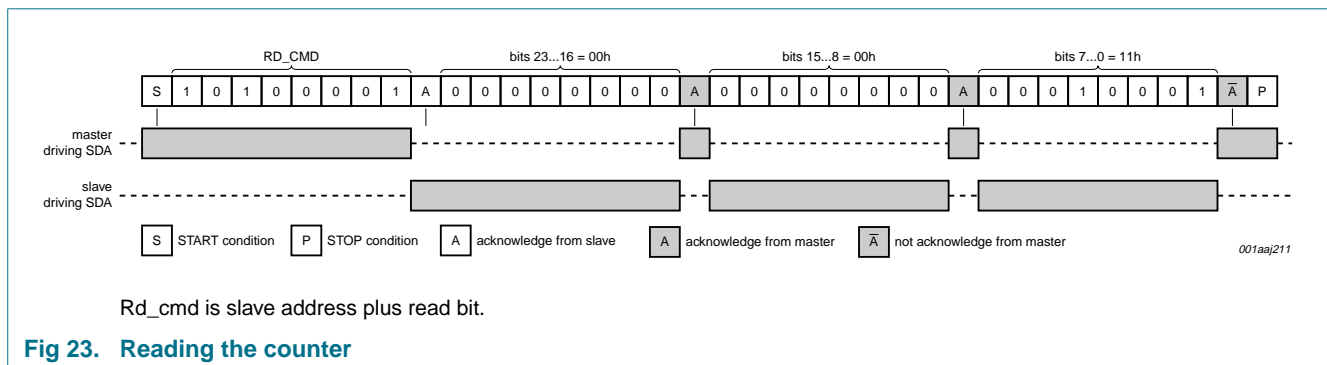 RD_CMD bits 23...16 = 00h bits 15...8 = 00h bits 7...0 = 11h
S 1 0 1 0 0 0 0 1 A 0 0 0 0 0 0 0 0 A 0 0 0 0 0 0 0 0 A 0 0 0 1 0 0 0 1 A̅ P
master
driving SDA
slave
driving SDA
S START condition P STOP condition A acknowledge from slave A acknowledge from master A̅ not acknowledge from master
001aaj211
Rd_cmd is slave address plus read bit.
Fig 23. Reading the counter